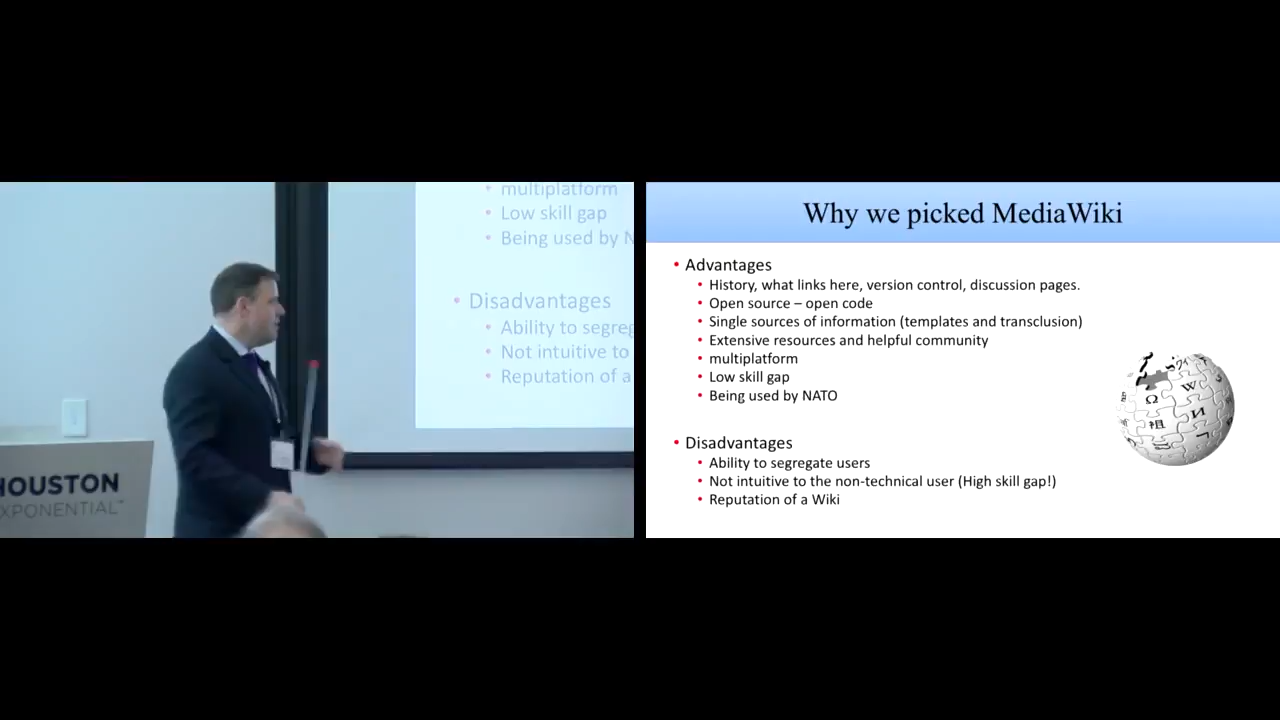 multiplatform
Low skill gap
Being used by N
Disadvantages
Ability to segreg
Not intuitive to
Reputation of a
HOUSTON
EXPONENTIAL
Why we picked MediaWiki
Advantages
History, what links here, version control, discussion pages.
Open source – open code
Single sources of information (templates and transclusion)
Extensive resources and helpful community
multiplatform
Low skill gap
Being used by NATO
Disadvantages
Ability to segregate users
Not intuitive to the non-technical user (High skill gap!)
Reputation of a Wiki
Ω
W
И
祖